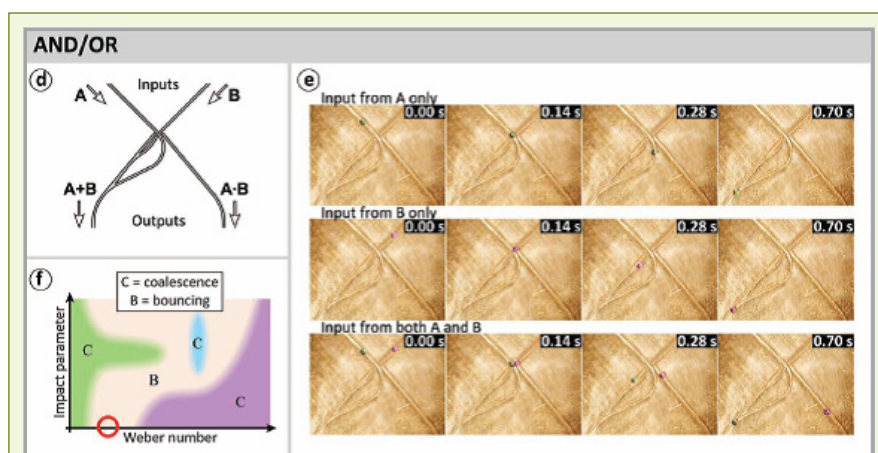 AND/OR
d
Inputs
A
B
A+B
A·B
Outputs
e
Input from A only
0.00 s
0.14 s
0.28 s
0.70 s
Input from B only
0.00 s
0.14 s
0.28 s
0.70 s
Input from both A and B
0.00 s
0.14 s
0.28 s
0.70 s
f
C = coalescence
B = bouncing
Impact parameter
C
C
B
C
Weber number